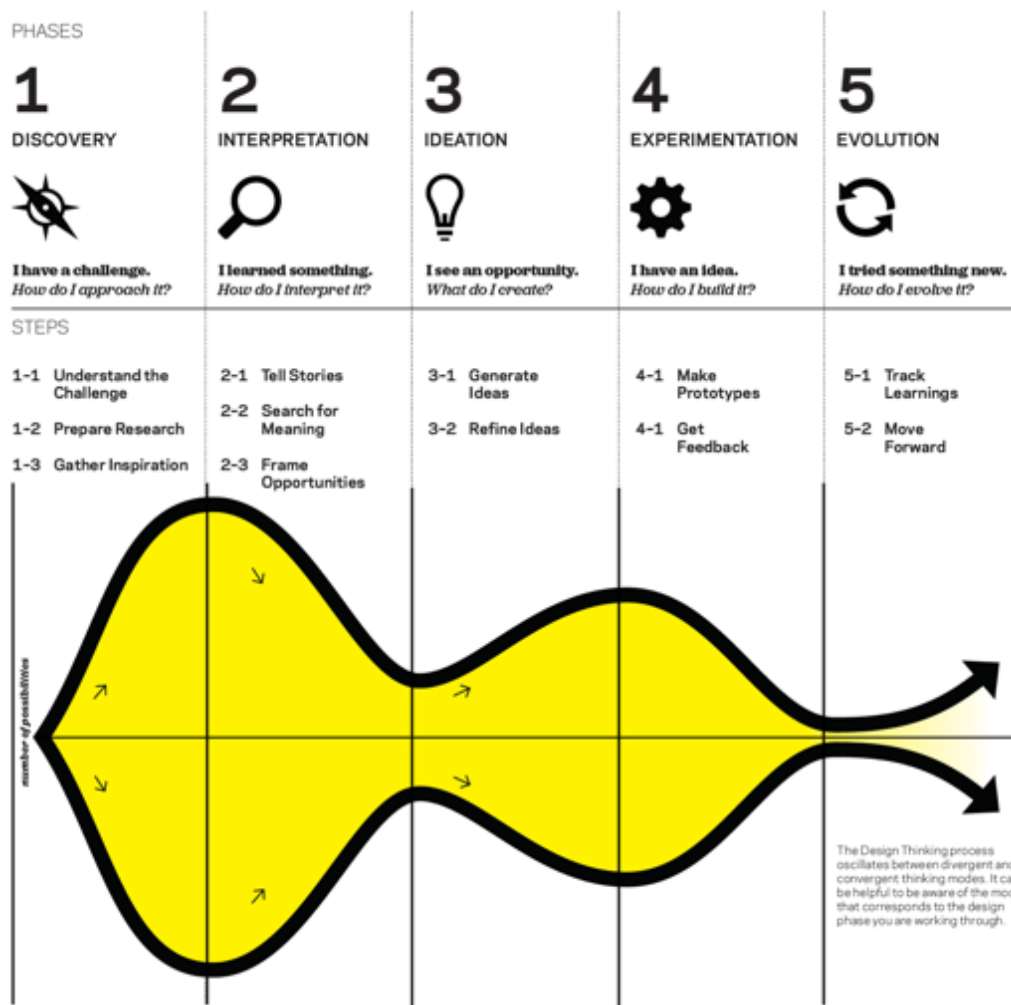 PHASES
1
DISCOVERY
I have a challenge.
How do I approach it?
2
INTERPRETATION
I learned something.
How do I interpret it?
3
IDEATION
I see an opportunity.
What do I create?
4
EXPERIMENTATION
I have an idea.
How do I build it?
5
EVOLUTION
I tried something new.
How do I evolve it?
STEPS
1-1 Understand the
Challenge
1-2 Prepare Research
1-3 Gather Inspiration
2-1 Tell Stories
2-2 Search for
Meaning
2-3 Frame
Opportunities
3-1 Generate
Ideas
3-2 Refine Ideas
4-1 Make
Prototypes
4-1 Get
Feedback
5-1 Track
Learnings
5-2 Move
Forward
number of possibilities
The Design Thinking process
oscillates between divergent
convergent thinking modes. It
be helpful to be aware of the
that corresponds to the design
phase you are working through.